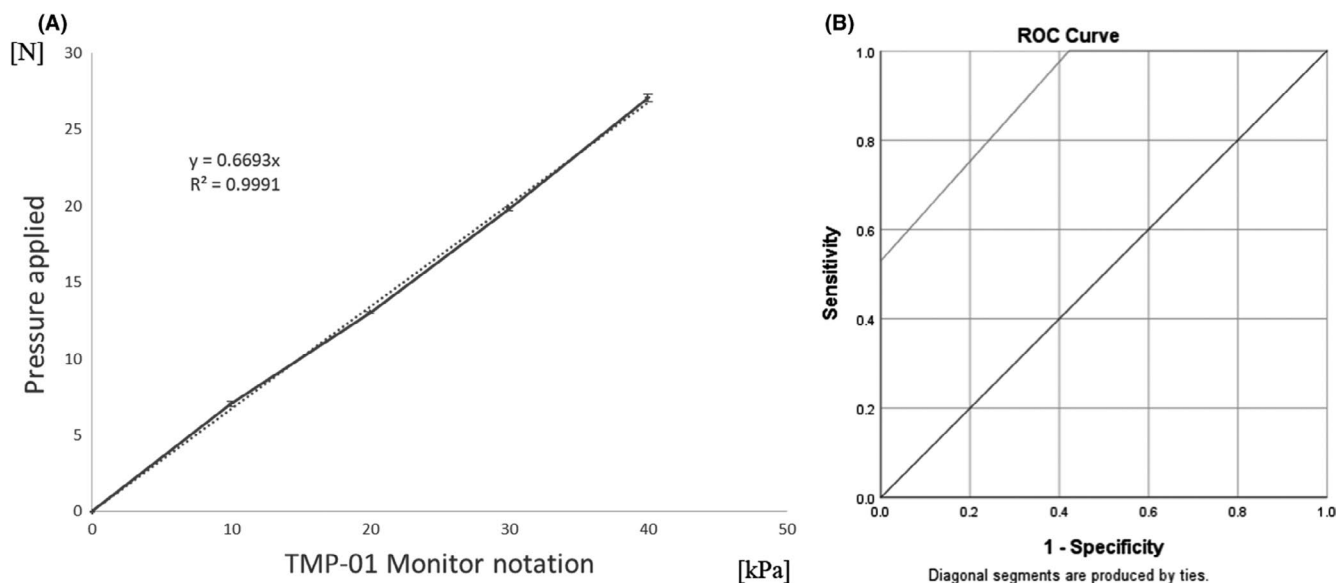 (A)
[N]
30
25
20
15
10
5
0
Pressure applied
y = 0.6693x
R² = 0.9991
0 10 20 30 40 50
TMP-01 Monitor notation
[kPa]
(B)
ROC Curve
1.0
0.8
0.6
0.4
0.2
0.0
Sensitivity
0.0 0.2 0.4 0.6 0.8 1.0
1 - Specificity
Diagonal segments are produced by ties.